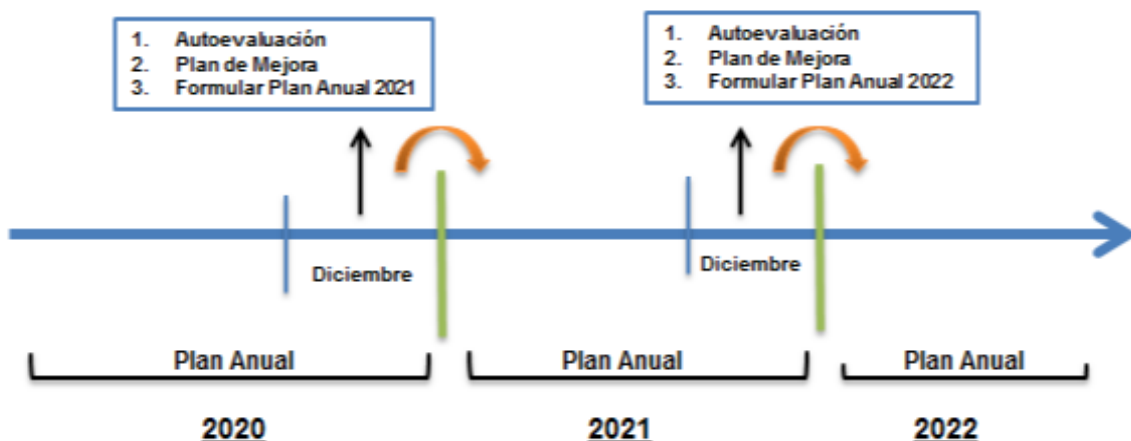 1. Autoevaluación
2. Plan de Mejora
3. Formular Plan Anual 2021
1. Autoevaluación
2. Plan de Mejora
3. Formular Plan Anual 2022
Diciembre
Diciembre
Plan Anual
Plan Anual
Plan Anual
2020
2021
2022